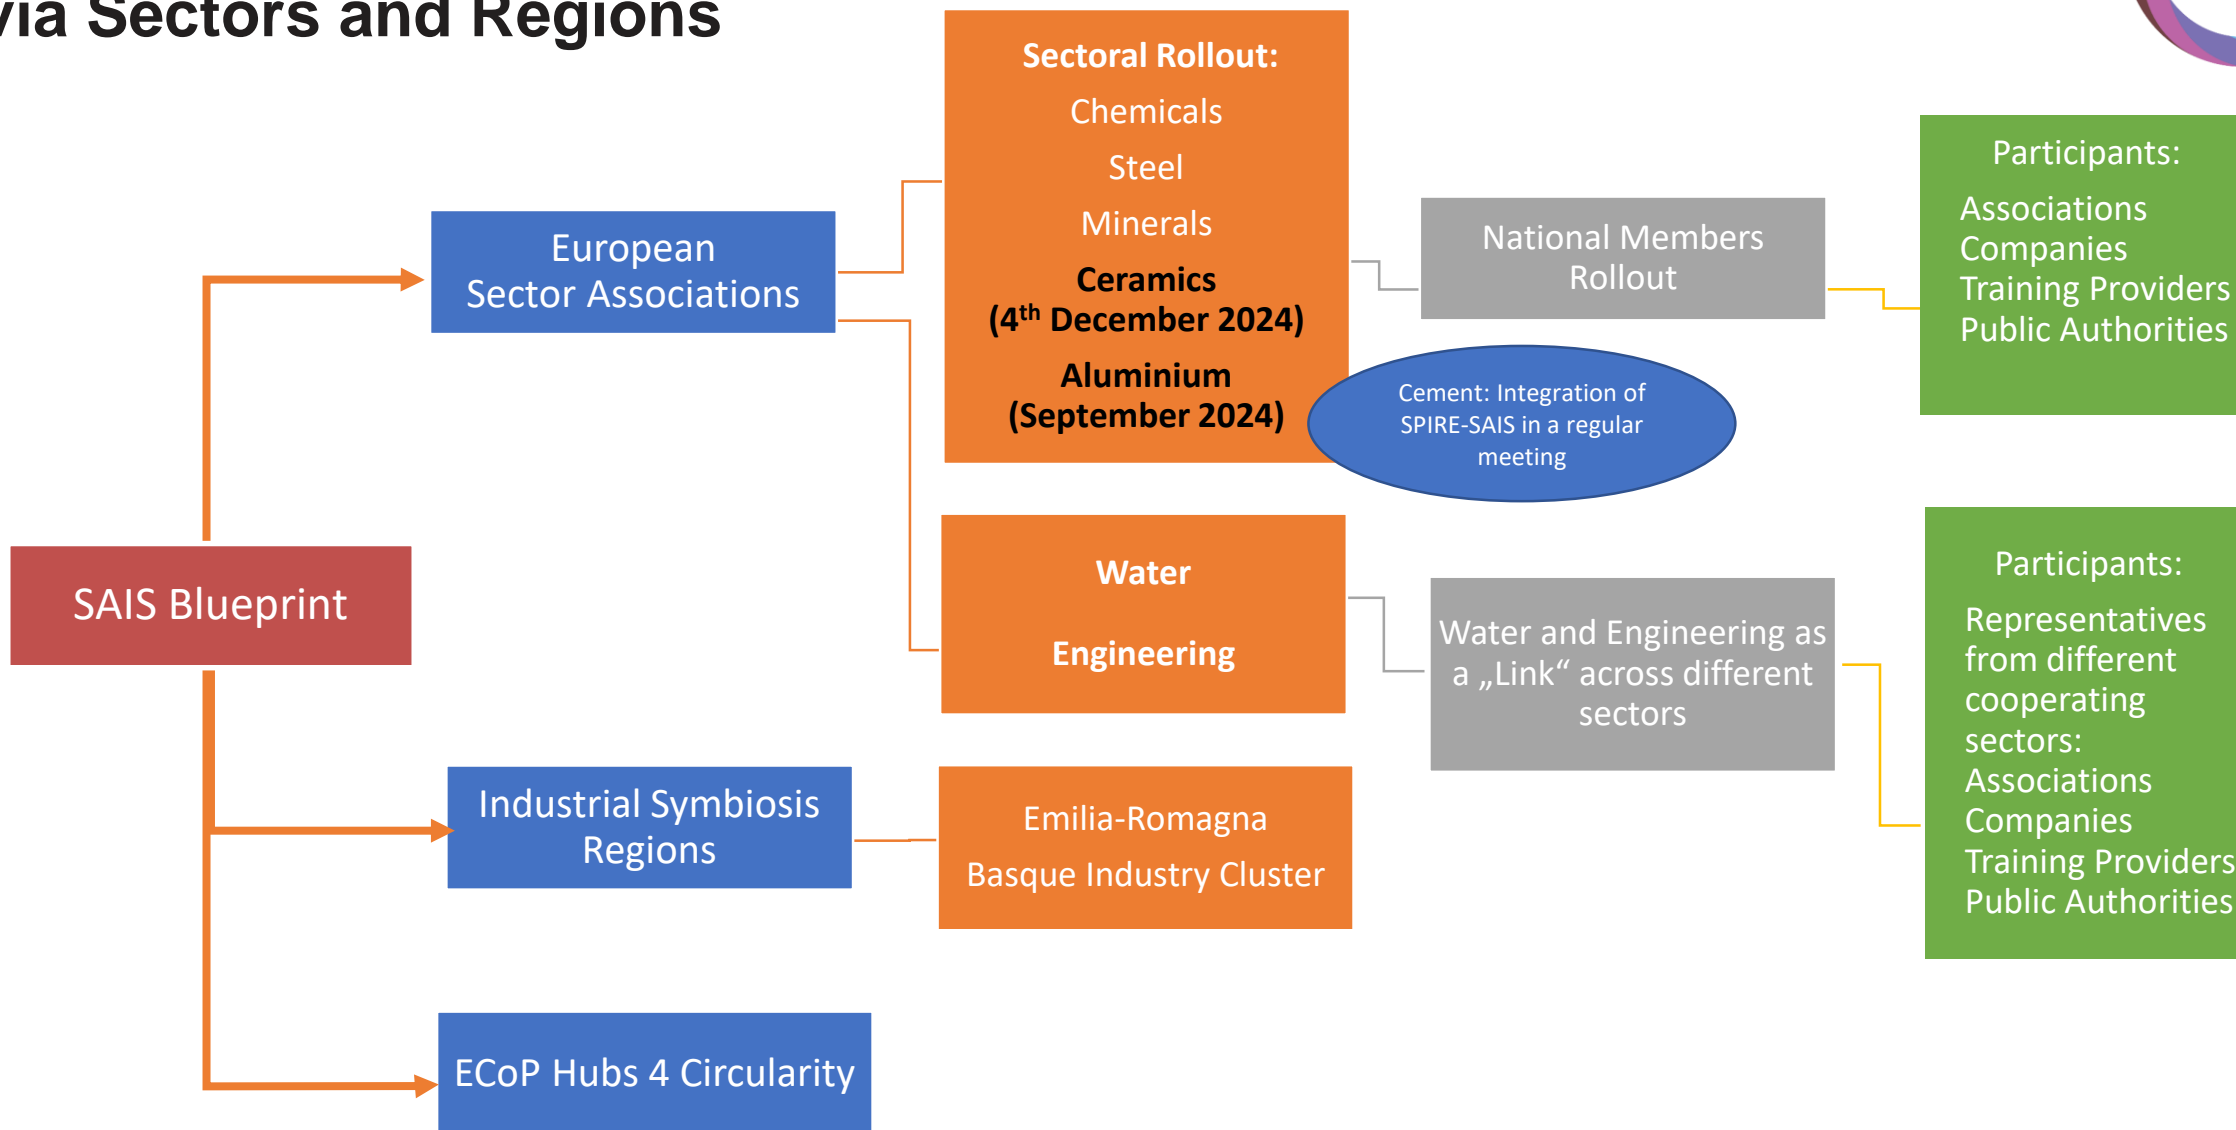 via Sectors and Regions
Sectoral Rollout:
Chemicals
Steel
Minerals
Ceramics
(4th December 2024)
Aluminium
(September 2024)
European
Sector Associations
National Members
Rollout
Participants:
Associations
Companies
Training Providers
Public Authorities
Cement: Integration of
SPIRE-SAIS in a regular
meeting
SAIS Blueprint
Water
Engineering
Water and Engineering as
a „Link“ across different
sectors
Participants:
Representatives
from different
cooperating
sectors:
Associations
Companies
Training Providers
Public Authorities
Industrial Symbiosis
Regions
Emilia-Romagna
Basque Industry Cluster
ECoP Hubs 4 Circularity